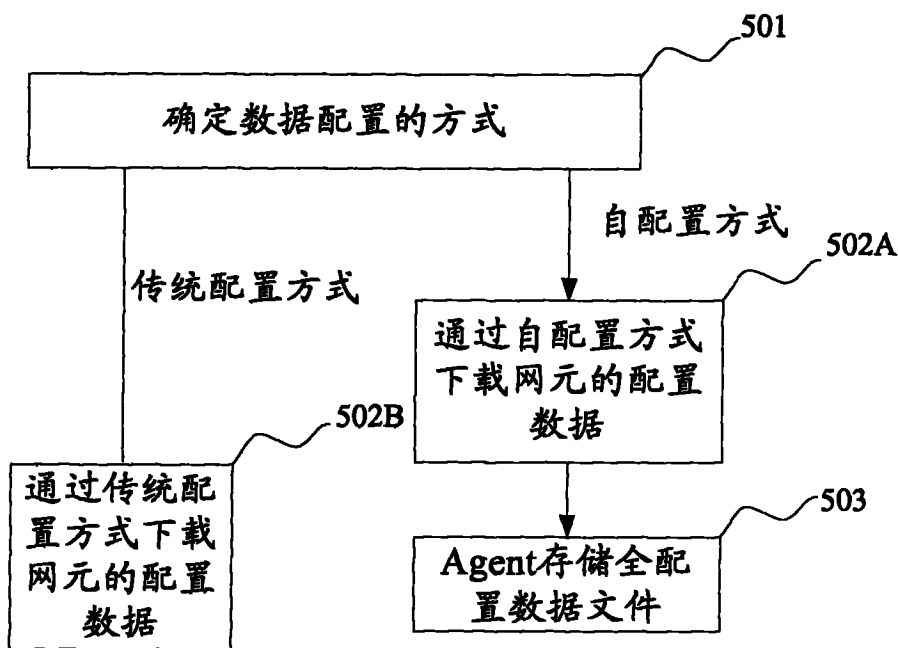 501
确定数据配置的方式
自配置方式
502A
传统配置方式
通过自配置方式
下载网元的配置
数据
502B
通过传统配
置方式下载
网元的配置
数据
503
Agent存储全配
置数据文件